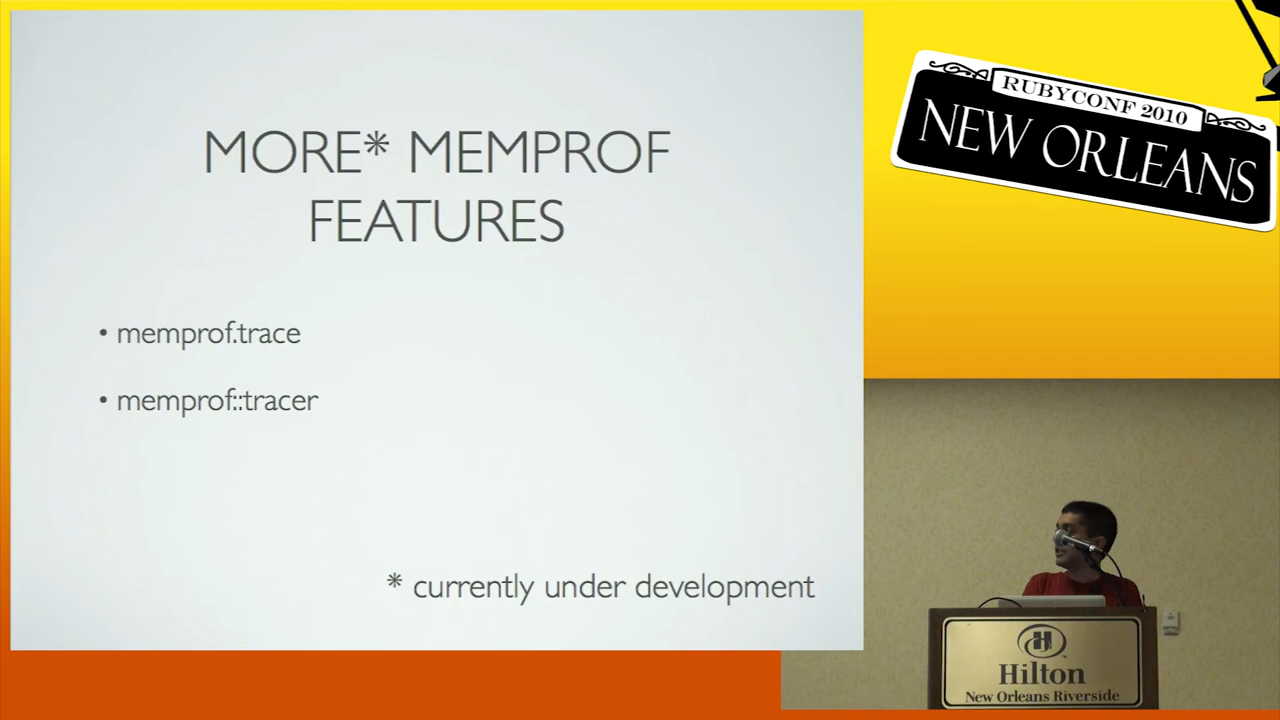 MORE* MEMPROF
FEATURES
• memprof.trace
• memprof::tracer
* currently under development
RUBYCONF 2010
NEW ORLEANS
Hilton
New Orleans Riverside